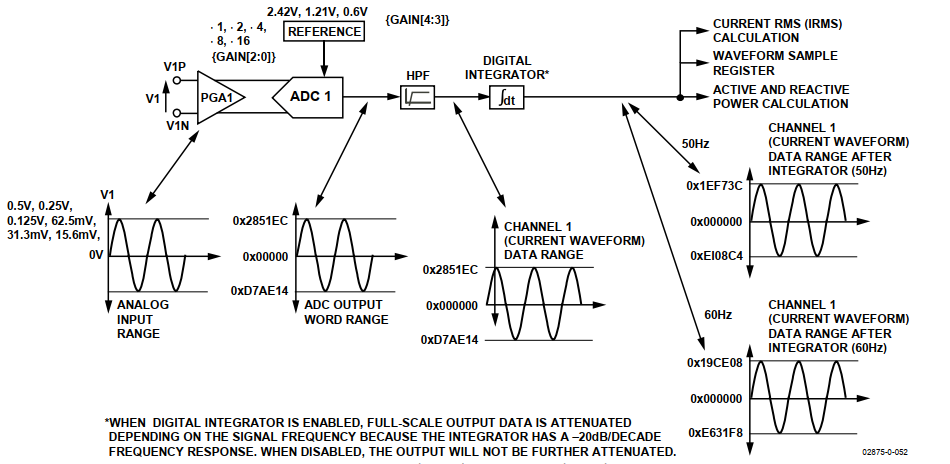 2.42V, 1.21V, 0.6V
{GAIN[4:3]}
· 1, · 2, · 4,
· 8, · 16
{GAIN[2:0]}
REFERENCE
V1P
V1
V1N
PGA1
ADC 1
HPF
DIGITAL
INTEGRATOR*
∫dt
CURRENT RMS (IRMS)
CALCULATION
WAVEFORM SAMPLE
REGISTER
ACTIVE AND REACTIVE
POWER CALCULATION
50Hz
CHANNEL 1
(CURRENT WAVEFORM)
DATA RANGE AFTER
INTEGRATOR (50Hz)
0x1EF73C
0x000000
0xEI08C4
V1
0.5V, 0.25V,
0.125V, 62.5mV,
31.3mV, 15.6mV,
0V
ANALOG
INPUT
RANGE
0x2851EC
0x00000
0xD7AE14
ADC OUTPUT
WORD RANGE
CHANNEL 1
(CURRENT WAVEFORM)
DATA RANGE
0x2851EC
0x000000
0xD7AE14
60Hz
CHANNEL 1
(CURRENT WAVEFORM)
DATA RANGE AFTER
INTEGRATOR (60Hz)
0x19CE08
0x000000
0xE631F8
*WHEN DIGITAL INTEGRATOR IS ENABLED, FULL-SCALE OUTPUT DATA IS ATTENUATED
DEPENDING ON THE SIGNAL FREQUENCY BECAUSE THE INTEGRATOR HAS A –20dB/DECADE
FREQUENCY RESPONSE. WHEN DISABLED, THE OUTPUT WILL NOT BE FURTHER ATTENUATED.
02875-0-052